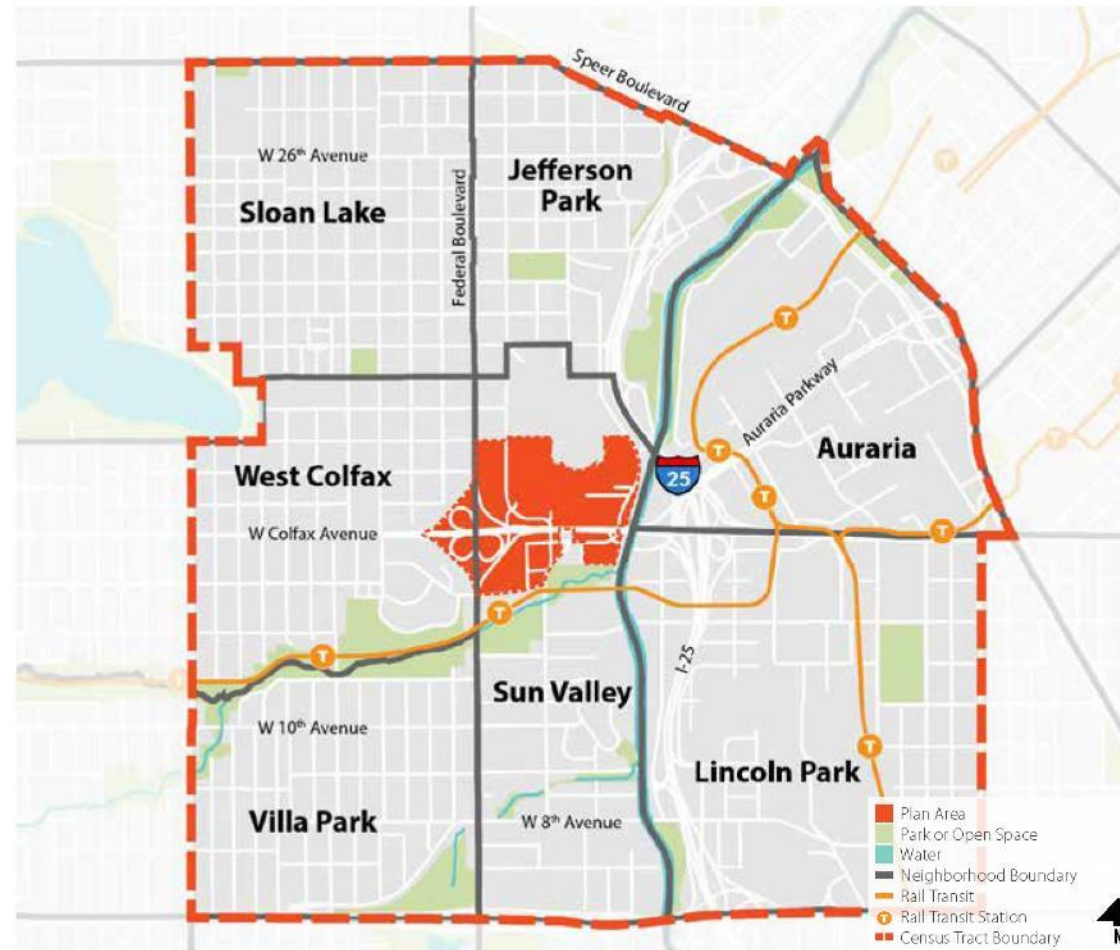 Speer Boulevard
W 26th Avenue
Jefferson
Park
Sloan Lake
Federal Boulevard
T
Auraria Parkway
T
Auraria
West Colfax
25
T
W Colfax Avenue
T
T
T
I-25
Sun Valley
W 10th Avenue
T
Lincoln Park
Villa Park
W 8th Avenue
Plan Area
Park or Open Space
Water
Neighborhood Boundary
Rail Transit
T Rail Transit Station
Census Tract Boundary